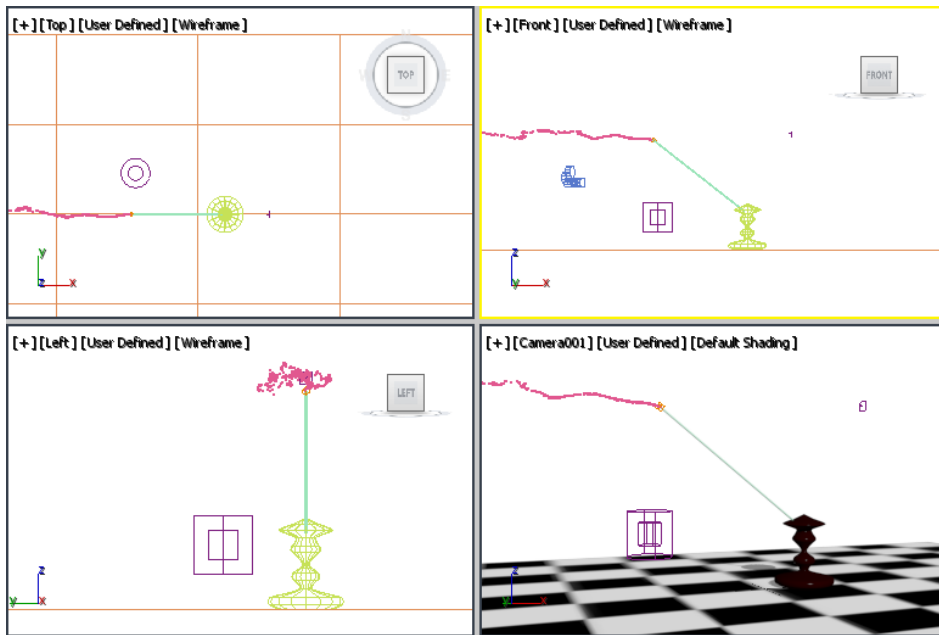 [+] [Top] [User Defined] [Wireframe]
N
W
TOP
E
S
y
z
x
[+] [Front] [User Defined] [Wireframe]
FRONT
z
y
x
[+] [Left] [User Defined] [Wireframe]
LEFT
z
y
x
[+] [Camera001] [User Defined] [Default Shading]
z
y
x